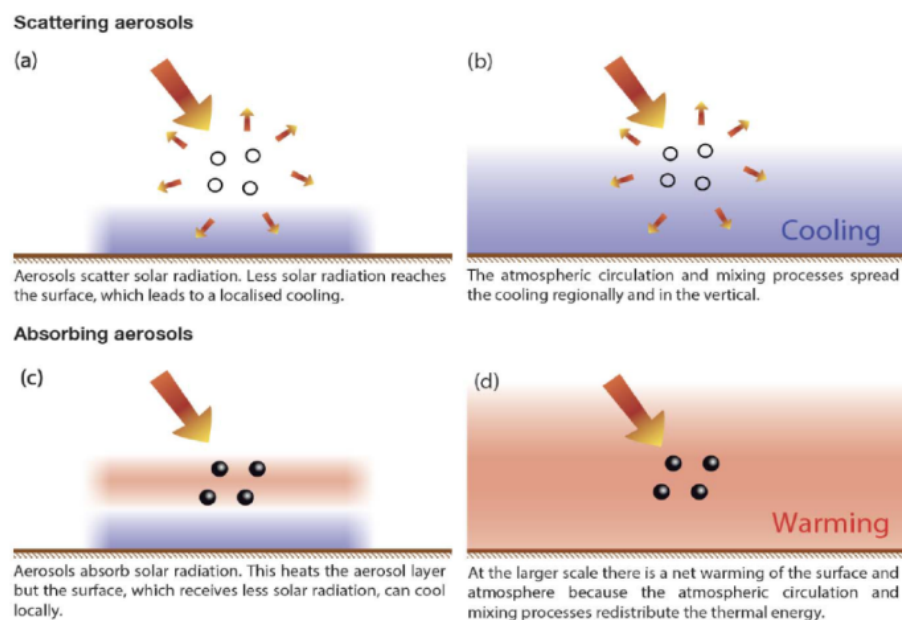 Scattering aerosols
(a)
Aerosols scatter solar radiation. Less solar radiation reaches
the surface, which leads to a localised cooling.
(b)
Cooling
The atmospheric circulation and mixing processes spread
the cooling regionally and in the vertical.
Absorbing aerosols
(c)
Aerosols absorb solar radiation. This heats the aerosol layer
but the surface, which receives less solar radiation, can cool
locally.
(d)
Warming
At the larger scale there is a net warming of the surface and
atmosphere because the atmospheric circulation and
mixing processes redistribute the thermal energy.